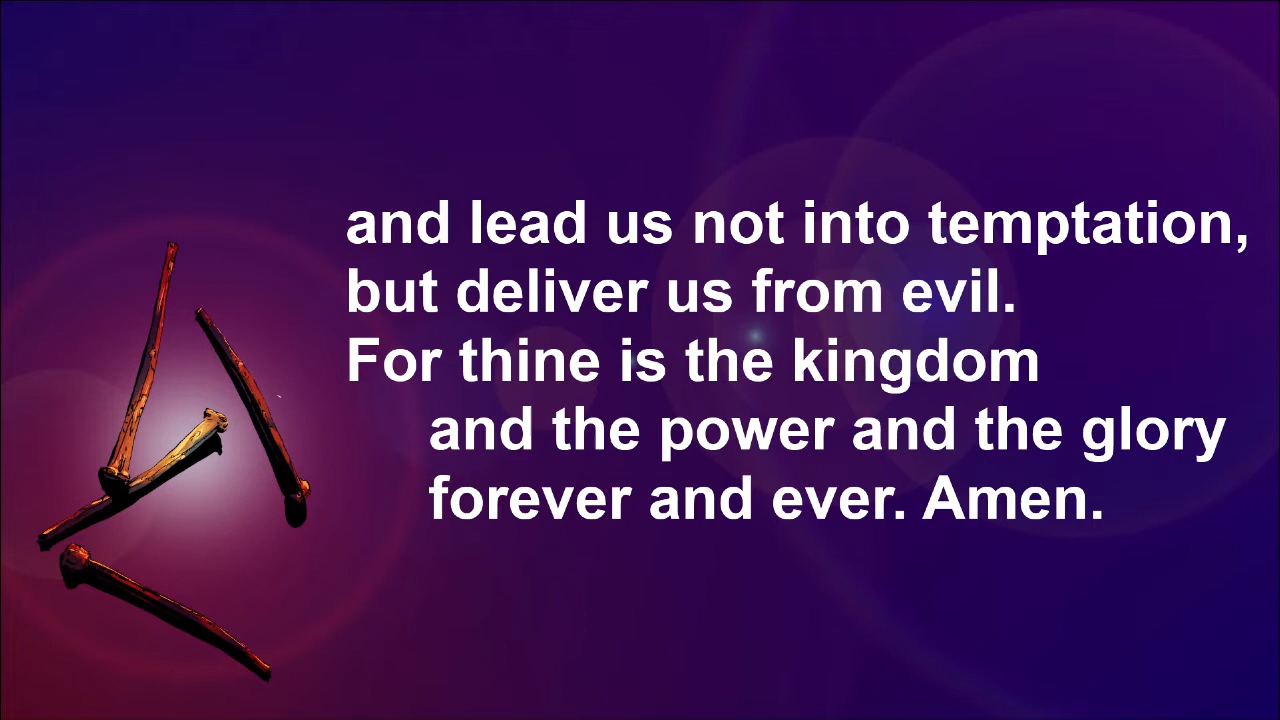 and lead us not into temptation,
but deliver us from evil.
For thine is the kingdom
and the power and the glory
forever and ever. Amen.